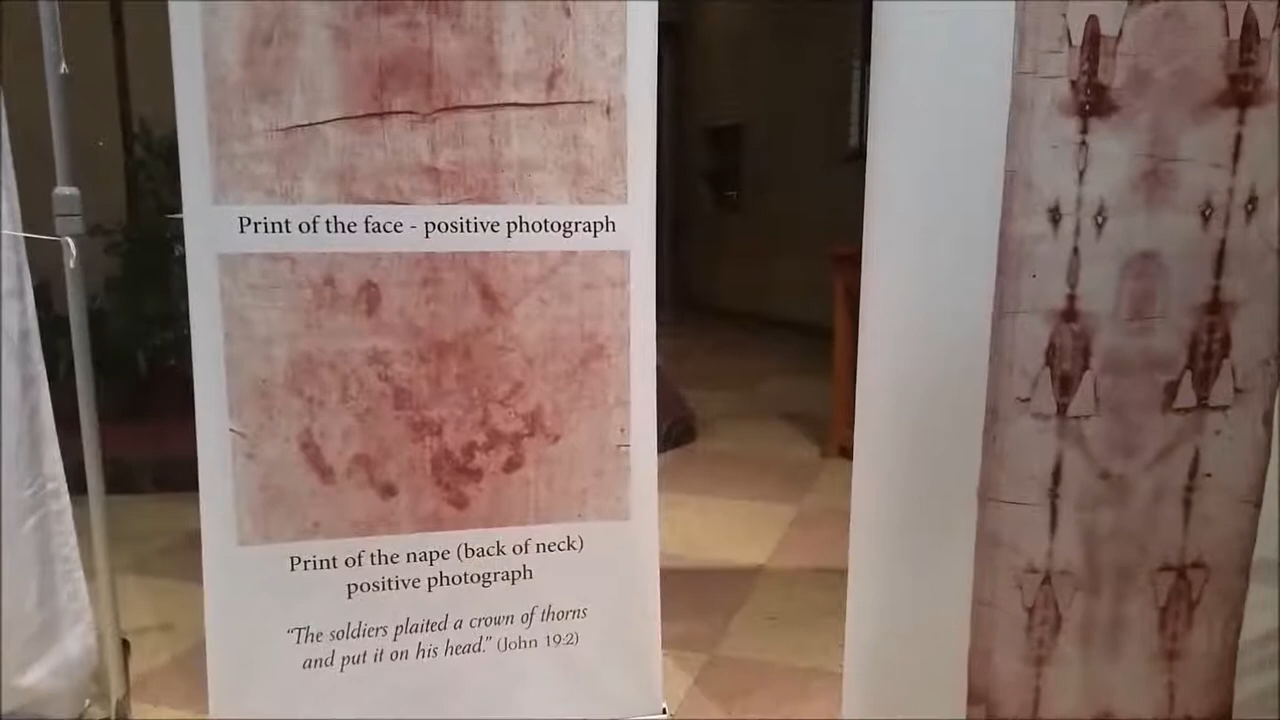 Print of the face - positive photograph
Print of the nape (back of neck)
positive photograph
“The soldiers plaited a crown of thorns
and put it on his head.” (John 19:2)